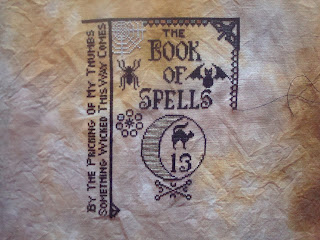 THE
BOOK
OF
SPELLS
13
BY THE PRICKING OF MY THUMBS
SOMETHING WICKED THIS WAY COMES